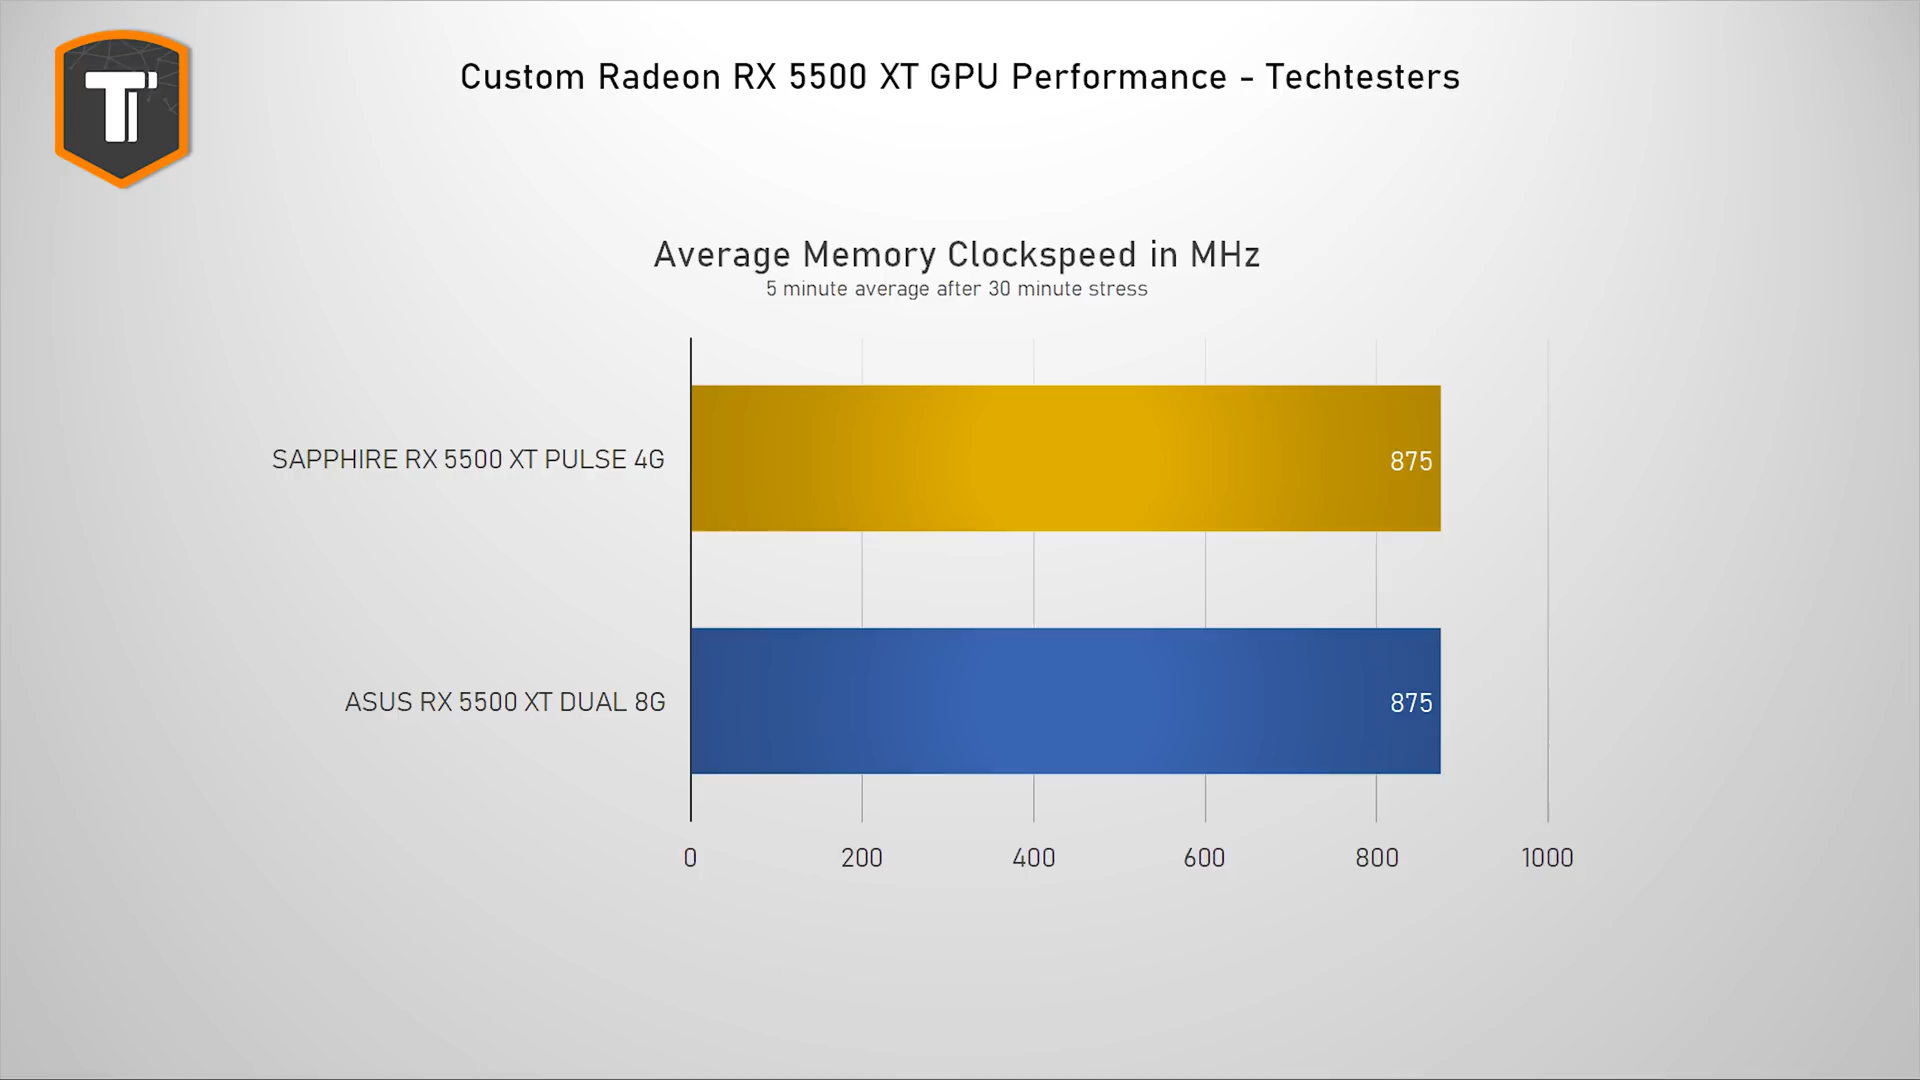 T
Custom Radeon RX 5500 XT GPU Performance - Techtesters
Average Memory Clockspeed in MHz
5 minute average after 30 minute stress
SAPPHIRE RX 5500 XT PULSE 4G
875
ASUS RX 5500 XT DUAL 8G
875
0 200 400 600 800 1000